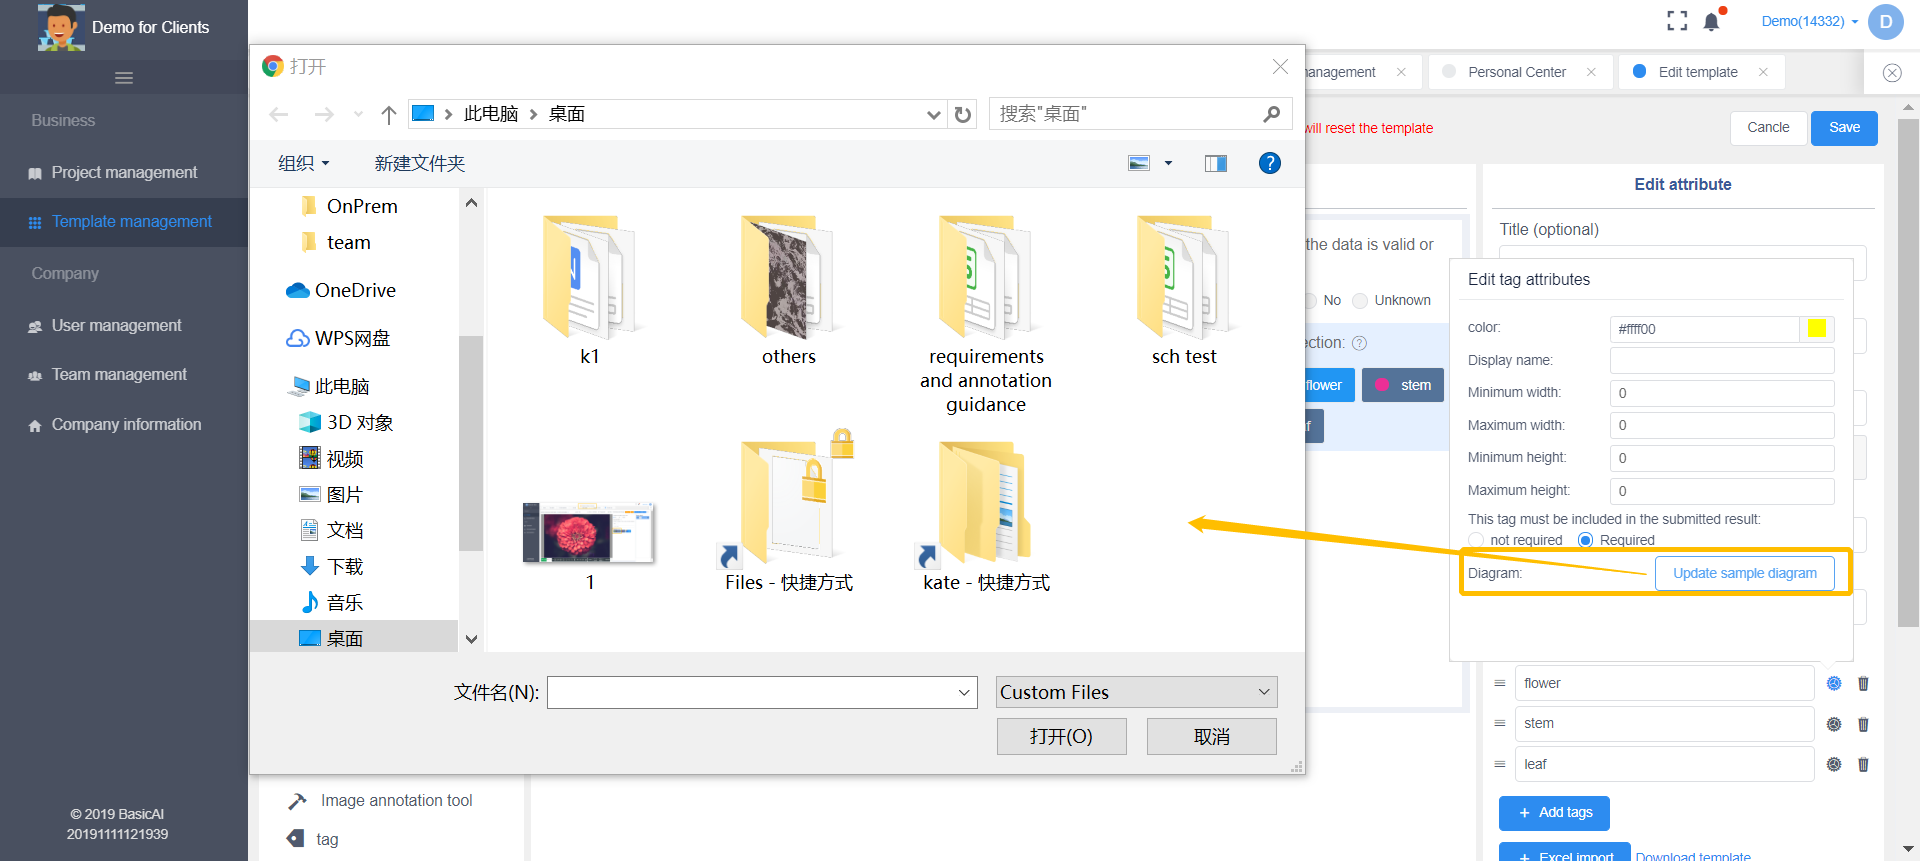 Demo for Clients
Business
Project management
Template management
Company
User management
Team management
Company information
© 2019 BasicAI
20191111121939
Demo(14332)
D
anagement
Personal Center
Edit template
will reset the template
Cancle
Save
打开
此电脑
桌面
搜索"桌面"
组织
新建文件夹
OnPrem
team
OneDrive
WPS网盘
此电脑
3D 对象
视频
图片
文档
下载
音乐
桌面
k1
others
requirements
and annotation
guidance
sch test
1
Files - 快捷方式
kate - 快捷方式
文件名(N):
Custom Files
打开(O)
取消
Image annotation tool
tag
the data is valid or
No
Unknown
ection:
flower
stem
f
Edit attribute
Title (optional)
Edit tag attributes
color:
#ffff00
Display name:
Minimum width:
0
Maximum width:
0
Minimum height:
0
Maximum height:
0
This tag must be included in the submitted result:
not required
Required
Diagram:
Update sample diagram
flower
stem
leaf
+ Add tags
+ Excel import
Download template